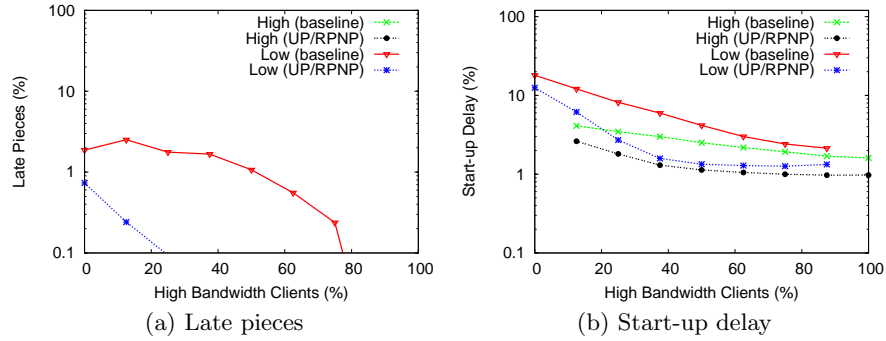 100
10
1
0.1
Late Pieces (%)
High (baseline)
High (UP/RPNP)
Low (baseline)
Low (UP/RPNP)
0 20 40 60 80 100
High Bandwidth Clients (%)
(a) Late pieces
100
10
1
0.1
Start-up Delay (%)
High (baseline)
High (UP/RPNP)
Low (baseline)
Low (UP/RPNP)
0 20 40 60 80 100
High Bandwidth Clients (%)
(b) Start-up delay